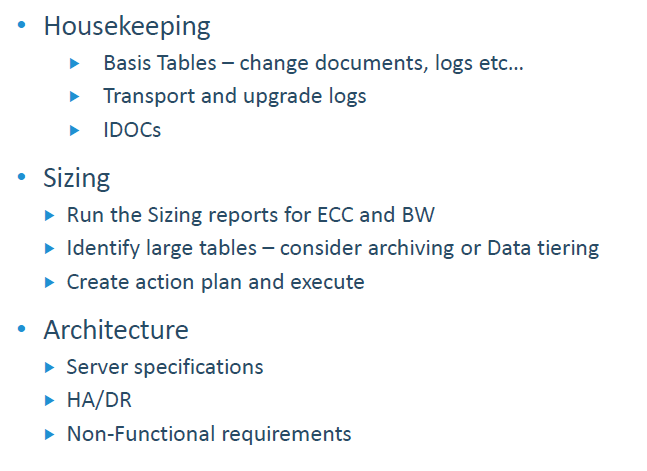 • Housekeeping
▶ Basis Tables – change documents, logs etc…
▶ Transport and upgrade logs
▶ IDOCs
• Sizing
▶ Run the Sizing reports for ECC and BW
▶ Identify large tables – consider archiving or Data tiering
▶ Create action plan and execute
• Architecture
▶ Server specifications
▶ HA/DR
▶ Non-Functional requirements